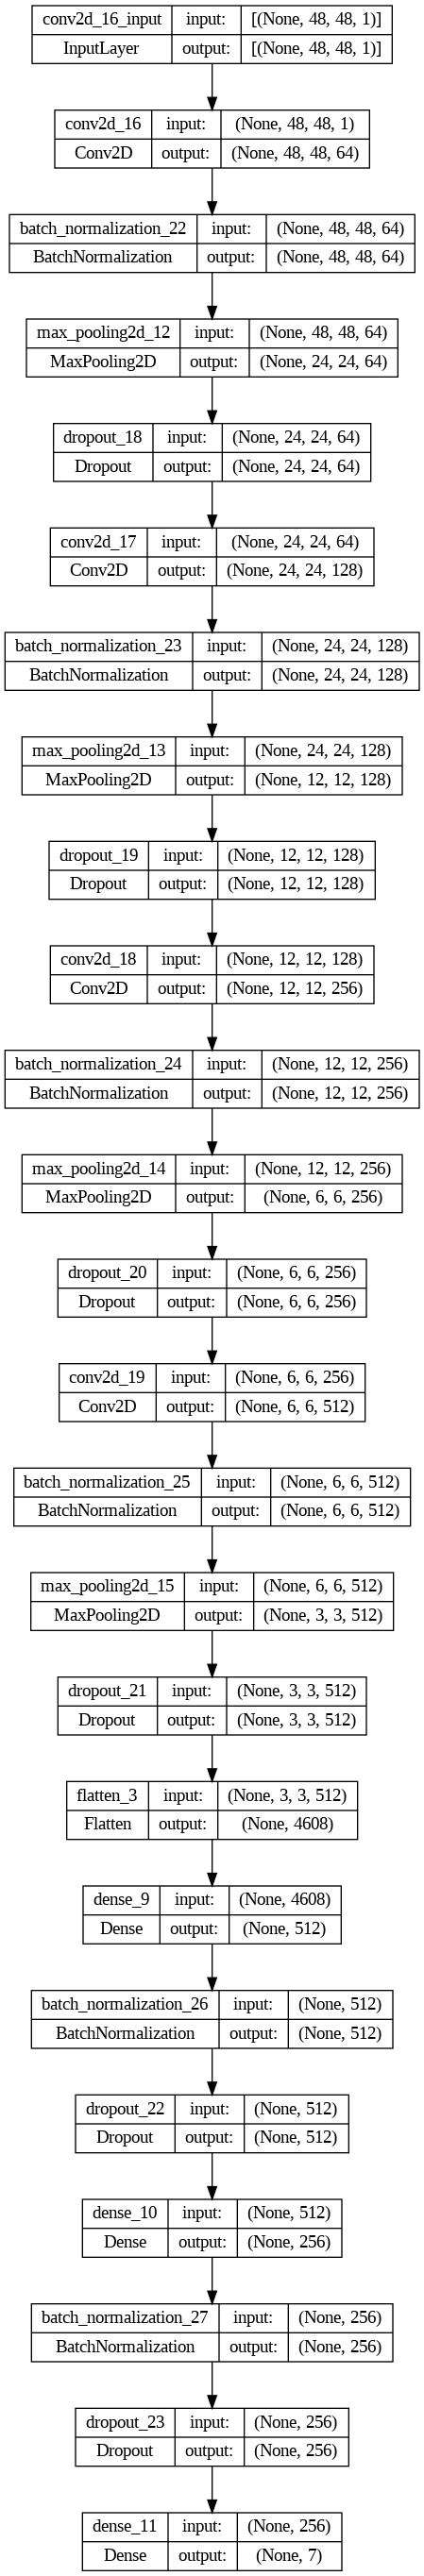 conv2d_16_input input: [(None, 48, 48, 1)]
InputLayer output: [(None, 48, 48, 1)]
conv2d_16 input: (None, 48, 48, 1)
Conv2D output: (None, 48, 48, 64)
batch_normalization_22 input: (None, 48, 48, 64)
BatchNormalization output: (None, 48, 48, 64)
max_pooling2d_12 input: (None, 48, 48, 64)
MaxPooling2D output: (None, 24, 24, 64)
dropout_18 input: (None, 24, 24, 64)
Dropout output: (None, 24, 24, 64)
conv2d_17 input: (None, 24, 24, 64)
Conv2D output: (None, 24, 24, 128)
batch_normalization_23 input: (None, 24, 24, 128)
BatchNormalization output: (None, 24, 24, 128)
max_pooling2d_13 input: (None, 24, 24, 128)
MaxPooling2D output: (None, 12, 12, 128)
dropout_19 input: (None, 12, 12, 128)
Dropout output: (None, 12, 12, 128)
conv2d_18 input: (None, 12, 12, 128)
Conv2D output: (None, 12, 12, 256)
batch_normalization_24 input: (None, 12, 12, 256)
BatchNormalization output: (None, 12, 12, 256)
max_pooling2d_14 input: (None, 12, 12, 256)
MaxPooling2D output: (None, 6, 6, 256)
dropout_20 input: (None, 6, 6, 256)
Dropout output: (None, 6, 6, 256)
conv2d_19 input: (None, 6, 6, 256)
Conv2D output: (None, 6, 6, 512)
batch_normalization_25 input: (None, 6, 6, 512)
BatchNormalization output: (None, 6, 6, 512)
max_pooling2d_15 input: (None, 6, 6, 512)
MaxPooling2D output: (None, 3, 3, 512)
dropout_21 input: (None, 3, 3, 512)
Dropout output: (None, 3, 3, 512)
flatten_3 input: (None, 3, 3, 512)
Flatten output: (None, 4608)
dense_9 input: (None, 4608)
Dense output: (None, 512)
batch_normalization_26 input: (None, 512)
BatchNormalization output: (None, 512)
dropout_22 input: (None, 512)
Dropout output: (None, 512)
dense_10 input: (None, 512)
Dense output: (None, 256)
batch_normalization_27 input: (None, 256)
BatchNormalization output: (None, 256)
dropout_23 input: (None, 256)
Dropout output: (None, 256)
dense_11 input: (None, 256)
Dense output: (None, 7)